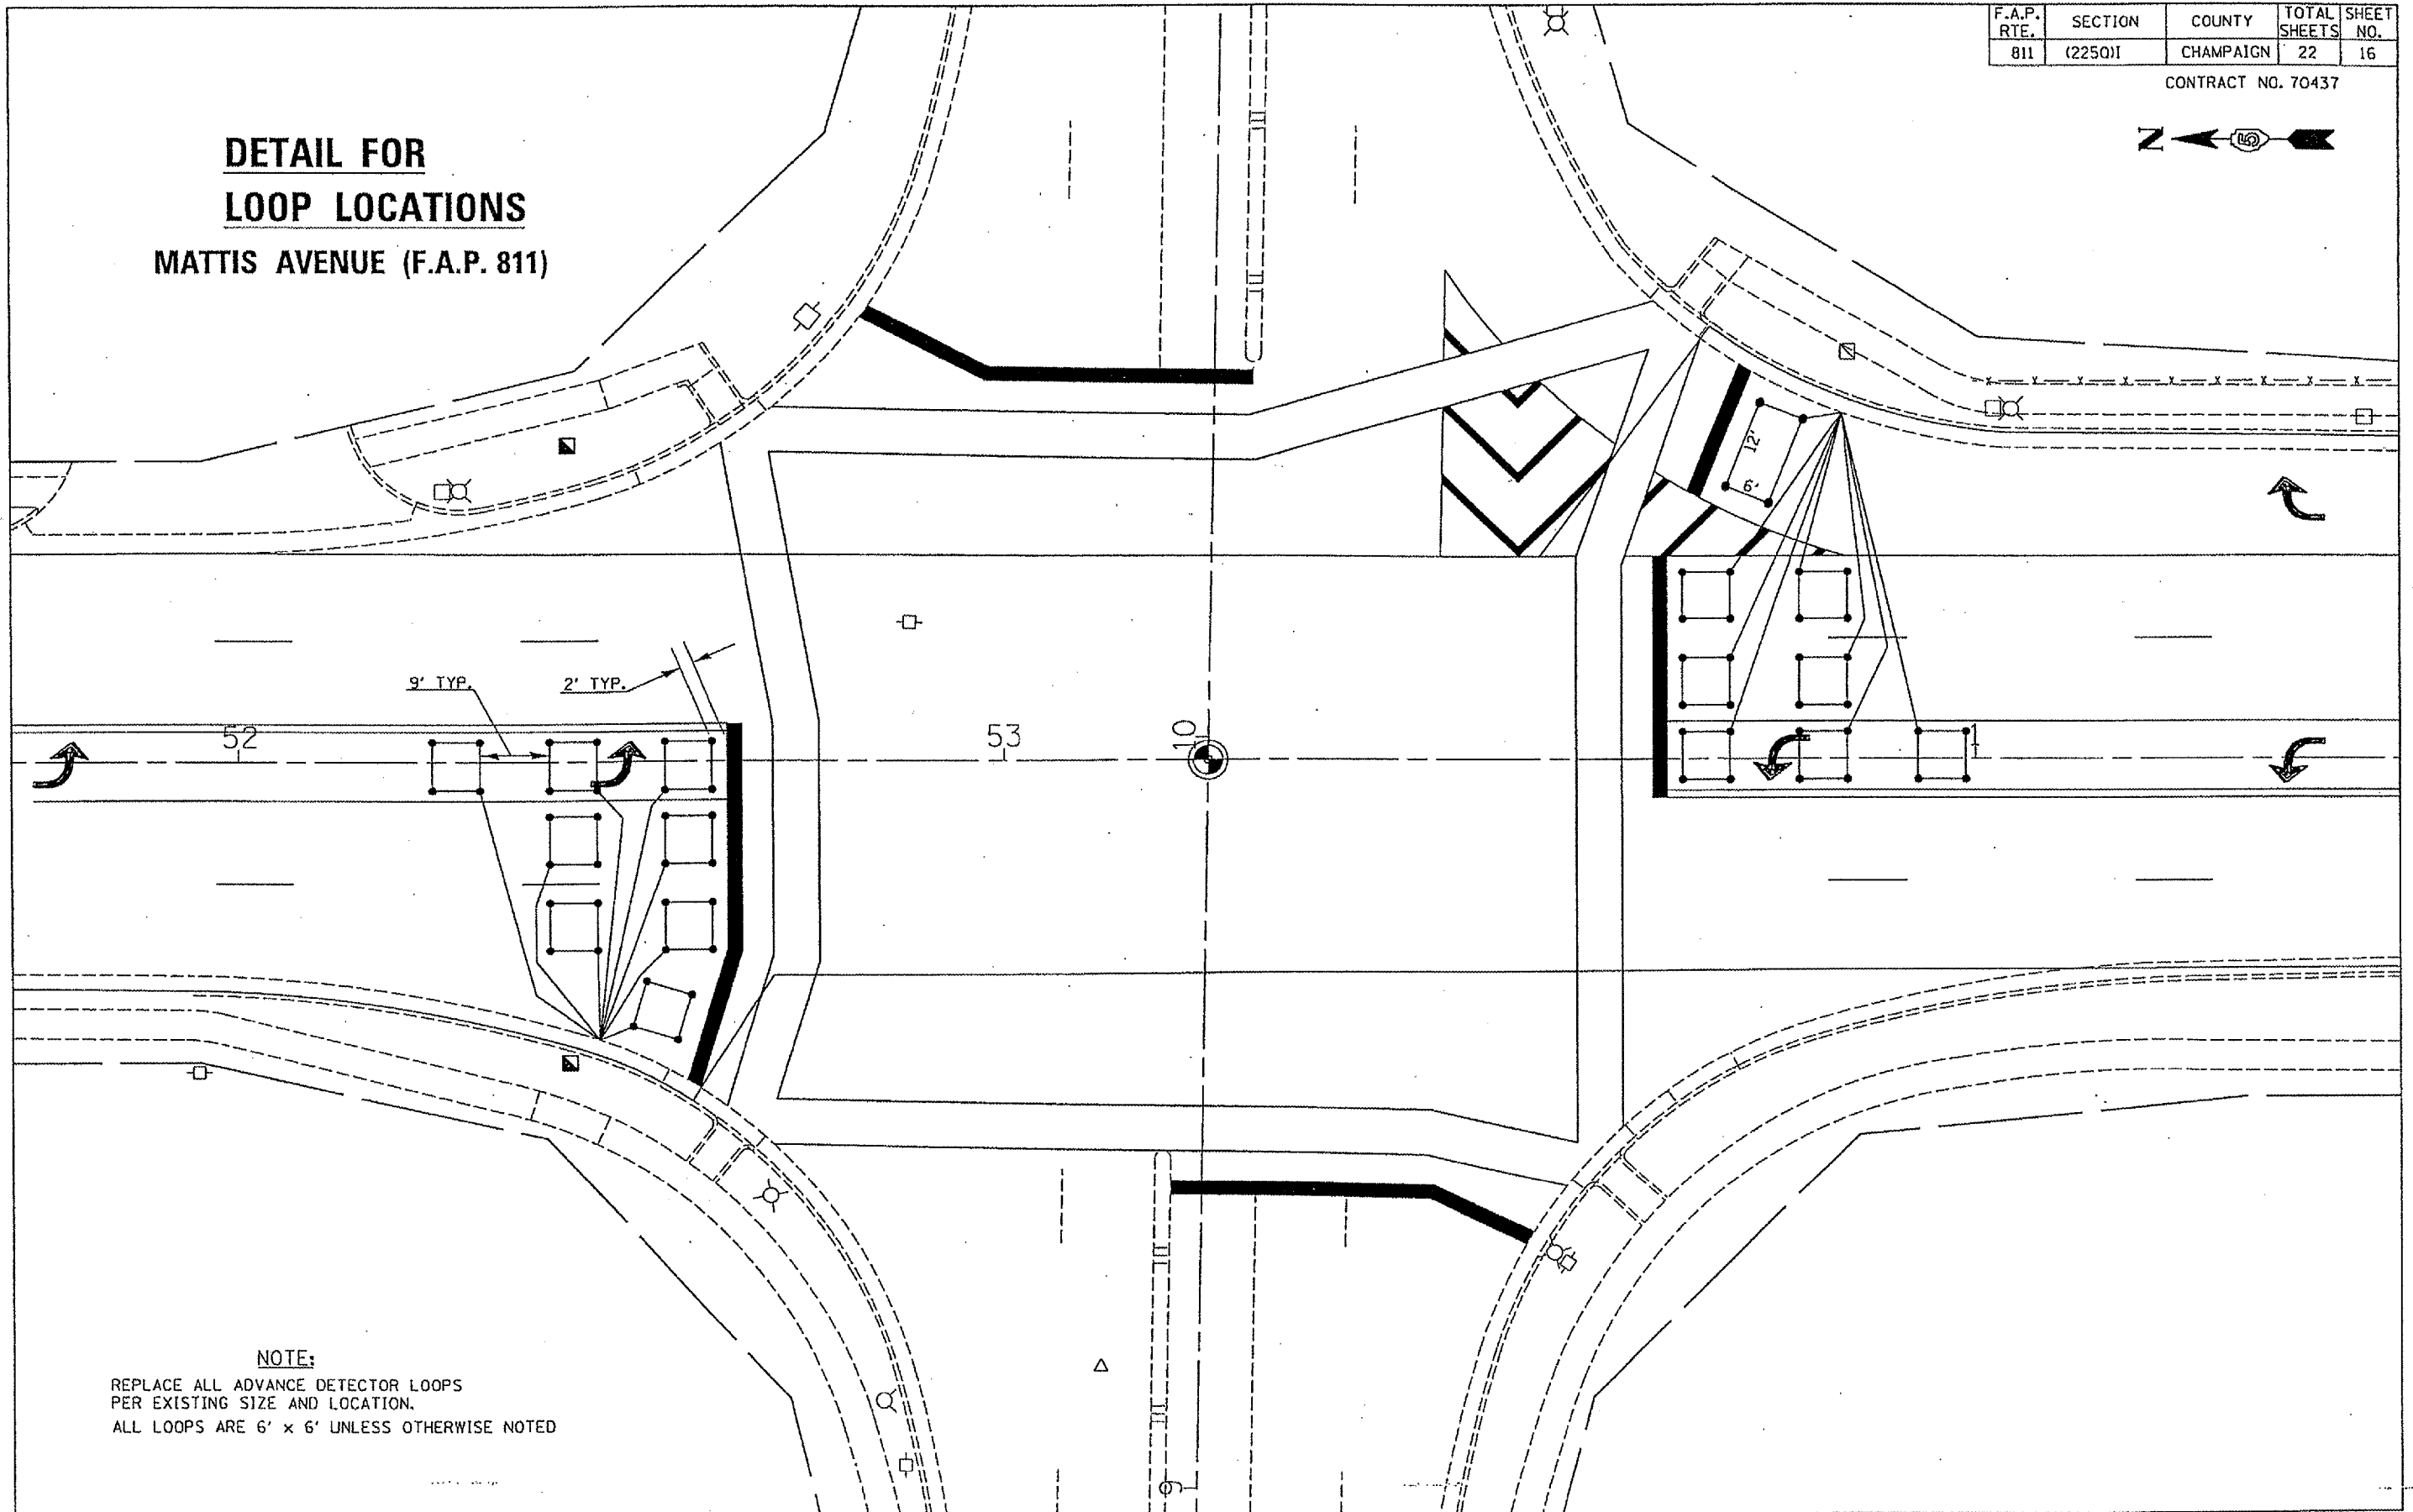 F.A.P. RTE. SECTION COUNTY TOTAL SHEETS SHEET NO.
811 (225Q)I CHAMPAIGN 22 16
CONTRACT NO. 70437
N
DETAIL FOR
LOOP LOCATIONS
MATTIS AVENUE (F.A.P. 811)
12'
6'
9' TYP.
2' TYP.
52
53
10
1
9
NOTE:
REPLACE ALL ADVANCE DETECTOR LOOPS
PER EXISTING SIZE AND LOCATION.
ALL LOOPS ARE 6' x 6' UNLESS OTHERWISE NOTED